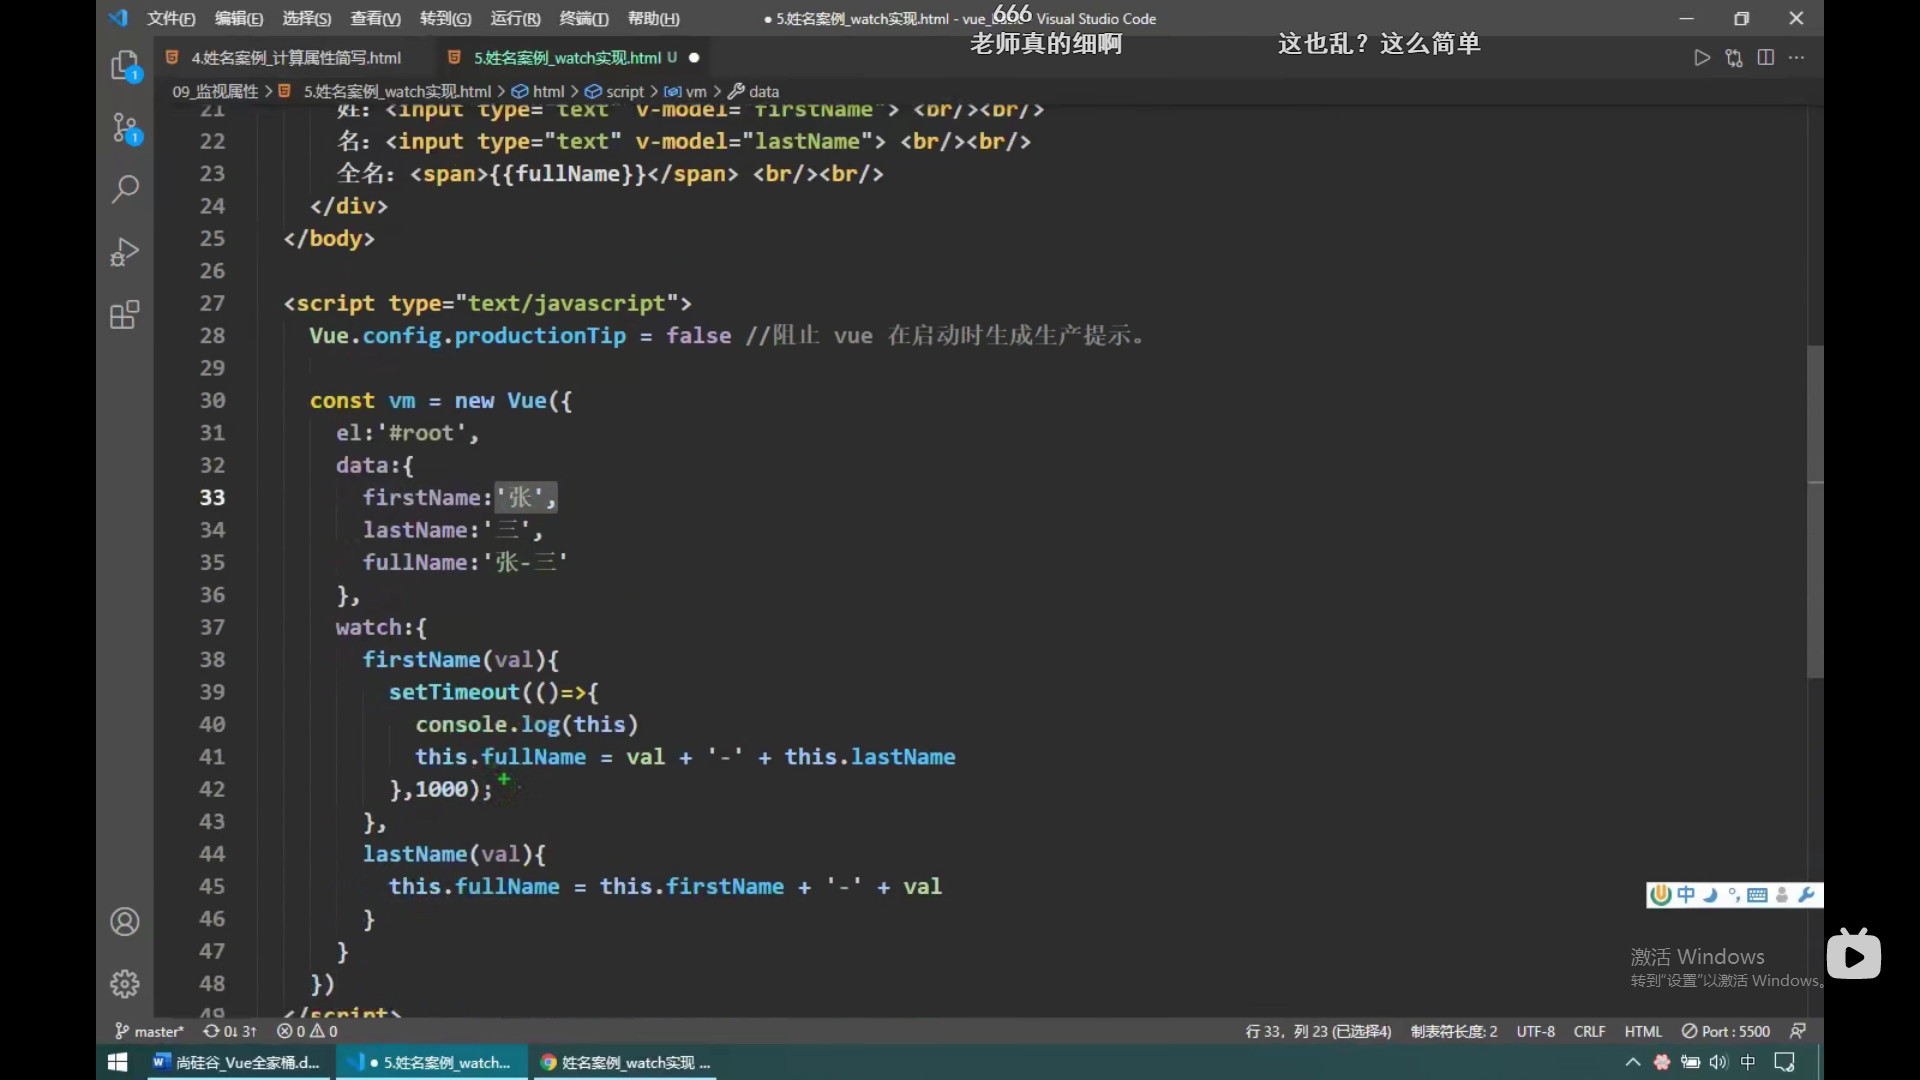 文件(F) 编辑(E) 选择(S) 查看(V) 转到(G) 运行(R) 终端(T) 帮助(H) ● 5.姓名案例_watch实现.html - vue_ Visual Studio Code
666
老师真的细啊 这也乱？这么简单
4.姓名案例_计算属性简写.html 5.姓名案例_watch实现.html U ●
09_监视属性 > 5.姓名案例_watch实现.html > html > script > vm > data
21 姓：<input type="text" v-model="firstName"> <br/><br/>
22 名：<input type="text" v-model="lastName"> <br/><br/>
23 全名：<span>{{fullName}}</span> <br/><br/>
24 </div>
25 </body>
26
27 <script type="text/javascript">
28 Vue.config.productionTip = false //阻止 vue 在启动时生成生产提示。
29
30 const vm = new Vue({
31 el:'#root',
32 data:{
33 firstName:'张',
34 lastName:'三',
35 fullName:'张-三'
36 },
37 watch:{
38 firstName(val){
39 setTimeout(()=>{
40 console.log(this)
41 this.fullName = val + '-' + this.lastName
42 },1000);
43 },
44 lastName(val){
45 this.fullName = this.firstName + '-' + val
46 }
47 }
48 })
49 </script>
中
激活 Windows
转到"设置"以激活 Windows。
master* 0↓ 3↑ 0 0 行 33，列 23 (已选择4) 制表符长度: 2 UTF-8 CRLF HTML Port : 5500
尚硅谷_Vue全家桶.d... ● 5.姓名案例_watch... 姓名案例_watch实现 ... 中